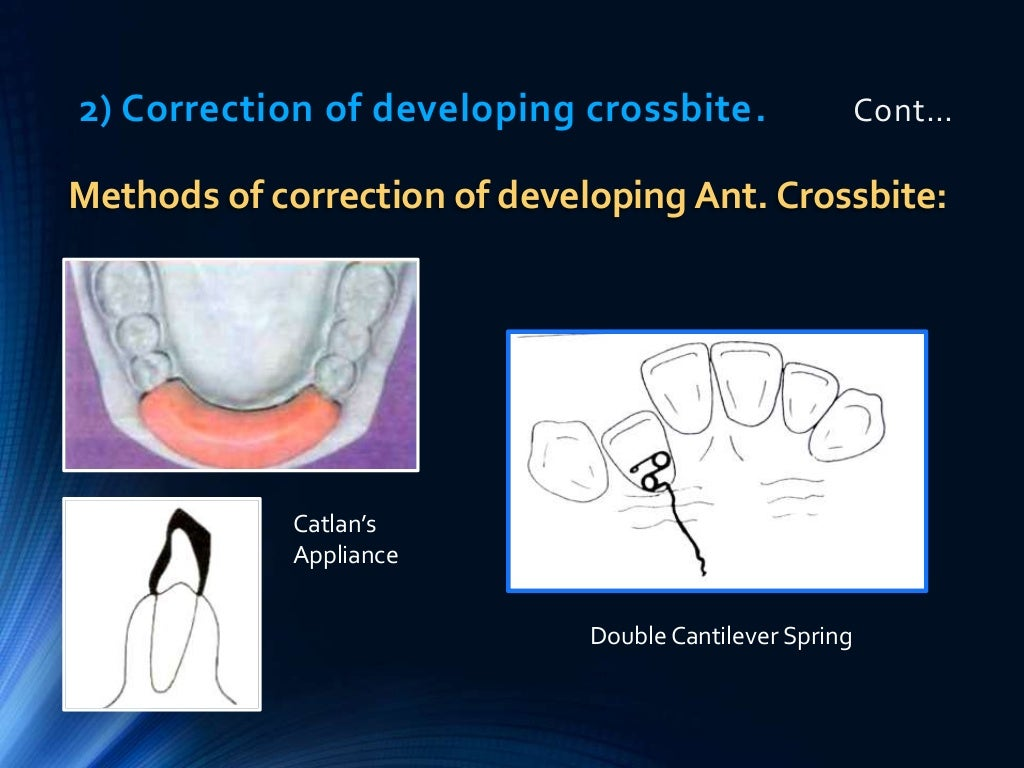 2) Correction of developing crossbite. Cont...
Methods of correction of developing Ant. Crossbite:
Catlan’s
Appliance
Double Cantilever Spring